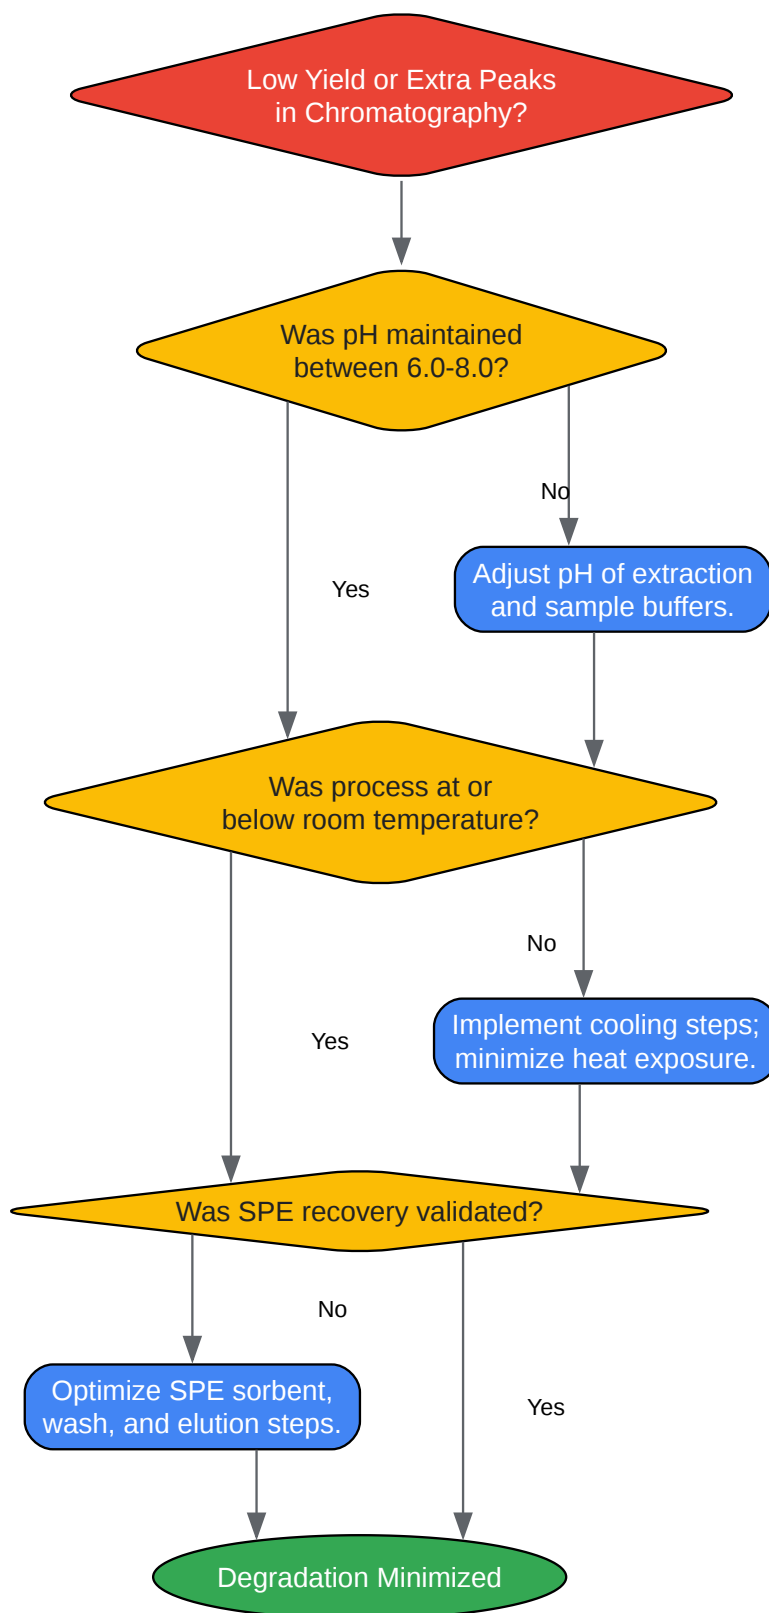 Low Yield or Extra Peaks
in Chromatography?
Was pH maintained
between 6.0-8.0?
No
Adjust pH of extraction
and sample buffers.
Yes
Was process at or
below room temperature?
No
Implement cooling steps;
minimize heat exposure.
Yes
Was SPE recovery validated?
No
Optimize SPE sorbent,
wash, and elution steps.
Yes
Degradation Minimized